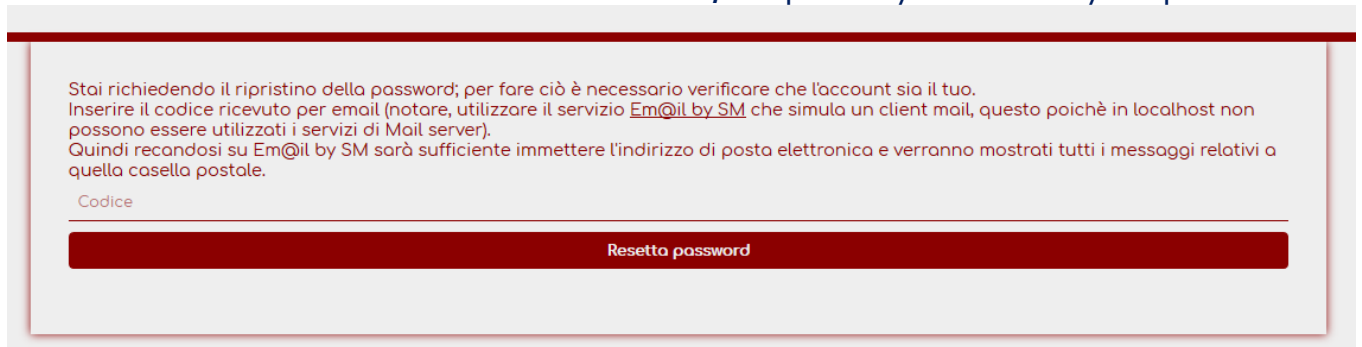 Stai richiedendo il ripristino della password; per fare ciò è necessario verificare che l'account sia il tuo.
Inserire il codice ricevuto per email (notare, utilizzare il servizio Em@il by SM che simula un client mail, questo poichè in localhost non
possono essere utilizzati i servizi di Mail server).
Quindi recandosi su Em@il by SM sarà sufficiente immettere l'indirizzo di posta elettronica e verranno mostrati tutti i messaggi relativi a
quella casella postale.
Codice
Resetta password